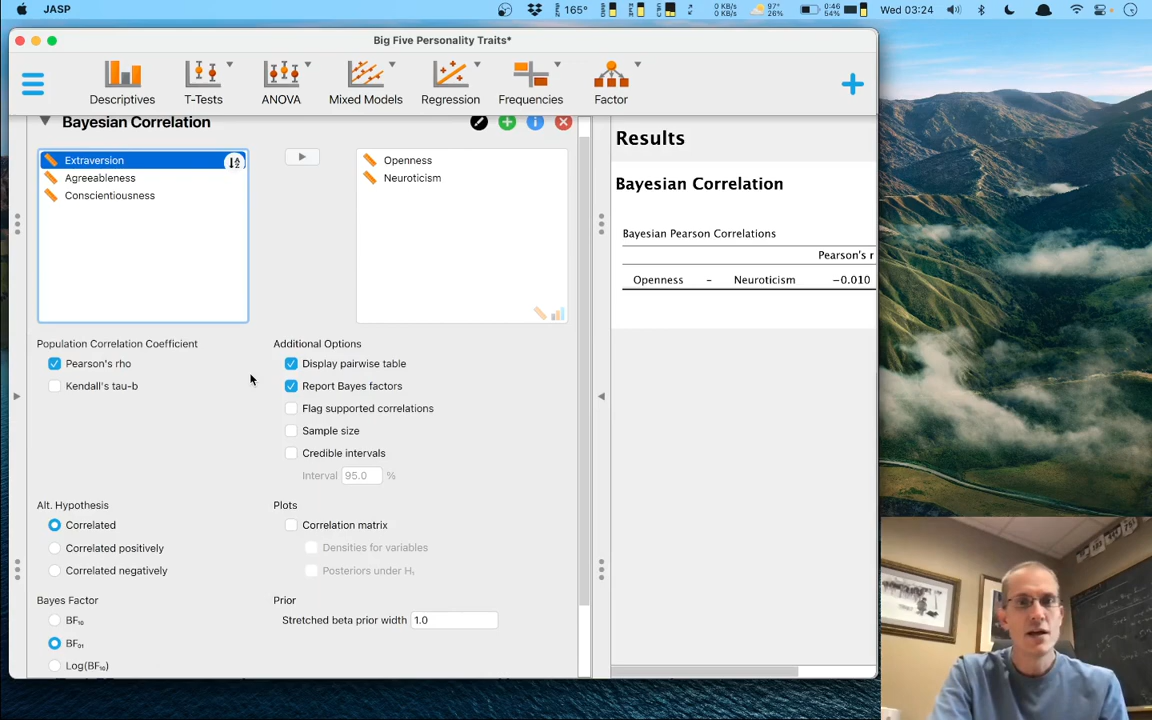 JASP
165°
0 KB/s
0 KB/s
97°
26%
0:46
54%
Wed 03:24
Big Five Personality Traits*
Descriptives
T-Tests
ANOVA
Mixed Models
Regression
Frequencies
Factor
Bayesian Correlation
Extraversion
Agreeableness
Conscientiousness
Openness
Neuroticism
Population Correlation Coefficient
Pearson's rho
Kendall's tau-b
Additional Options
Display pairwise table
Report Bayes factors
Flag supported correlations
Sample size
Credible intervals
Interval 95.0 %
Alt. Hypothesis
Correlated
Correlated positively
Correlated negatively
Plots
Correlation matrix
Densities for variables
Posteriors under H₁
Bayes Factor
BF₁₀
BF₀₁
Log(BF₁₀)
Prior
Stretched beta prior width 1.0
Results
Bayesian Correlation
Bayesian Pearson Correlations
Pearson's r
Openness – Neuroticism −0.010